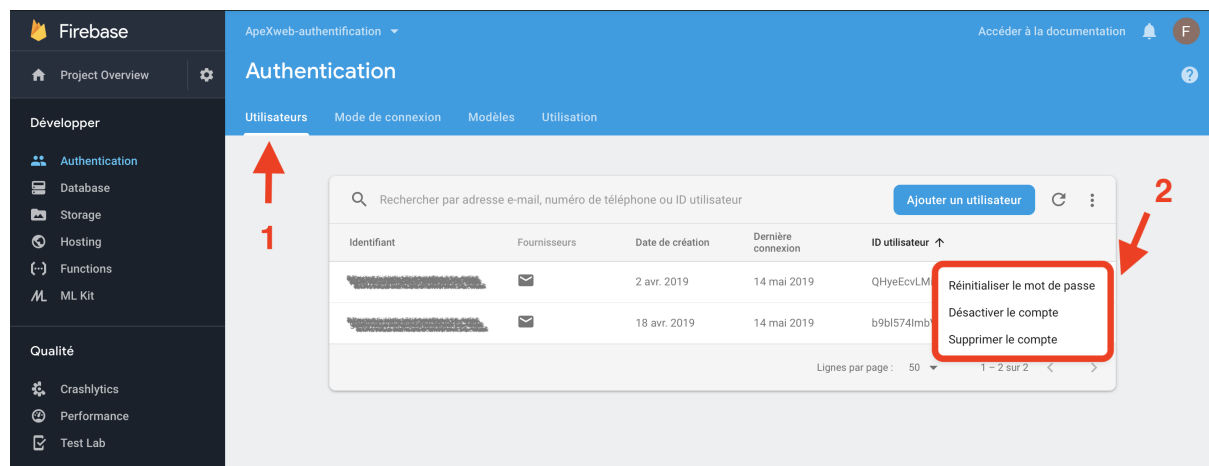 Firebase
ApeXweb-authentification
Accéder à la documentation
F
Project Overview
Authentication
?
Développer
Utilisateurs Mode de connexion Modèles Utilisation
Authentication
Database
Storage
Hosting
Functions
ML Kit
Qualité
Crashlytics
Performance
Test Lab
1
2
Rechercher par adresse e-mail, numéro de téléphone ou ID utilisateur
Ajouter un utilisateur
Identifiant Fournisseurs Date de création Dernière connexion ID utilisateur
2 avr. 2019 14 mai 2019 QHyeEcvLM
18 avr. 2019 14 mai 2019 b9bl574Imb
Réinitialiser le mot de passe
Désactiver le compte
Supprimer le compte
Lignes par page : 50 1 – 2 sur 2